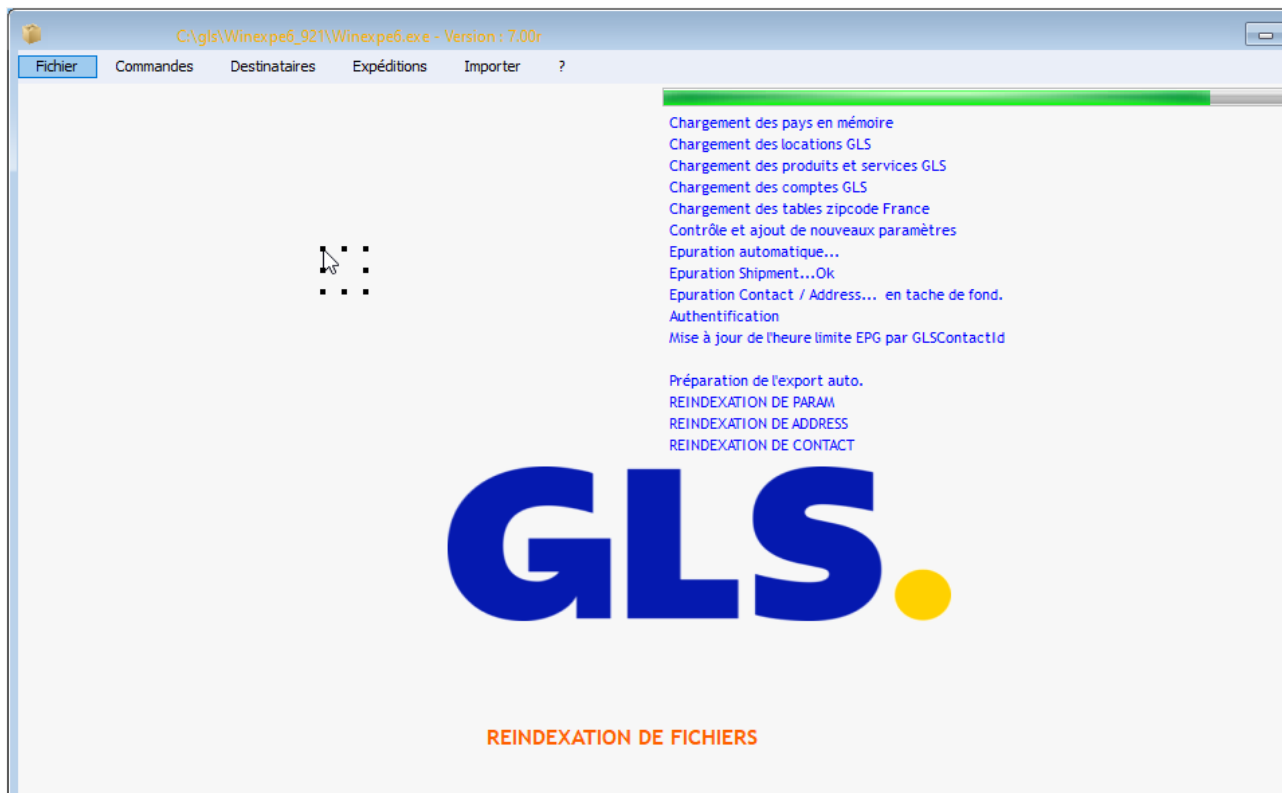 C:\gls\Winexpe6_921\Winexpe6.exe - Version : 7.00r
Fichier Commandes Destinataires Expéditions Importer ?
Chargement des pays en mémoire
Chargement des locations GLS
Chargement des produits et services GLS
Chargement des comptes GLS
Chargement des tables zipcode France
Contrôle et ajout de nouveaux paramètres
Epuration automatique...
Epuration Shipment...Ok
Epuration Contact / Address... en tache de fond.
Authentification
Mise à jour de l'heure limite EPG par GLSContactId
Préparation de l'export auto.
REINDEXATION DE PARAM
REINDEXATION DE ADDRESS
REINDEXATION DE CONTACT
GLS.
REINDEXATION DE FICHIERS